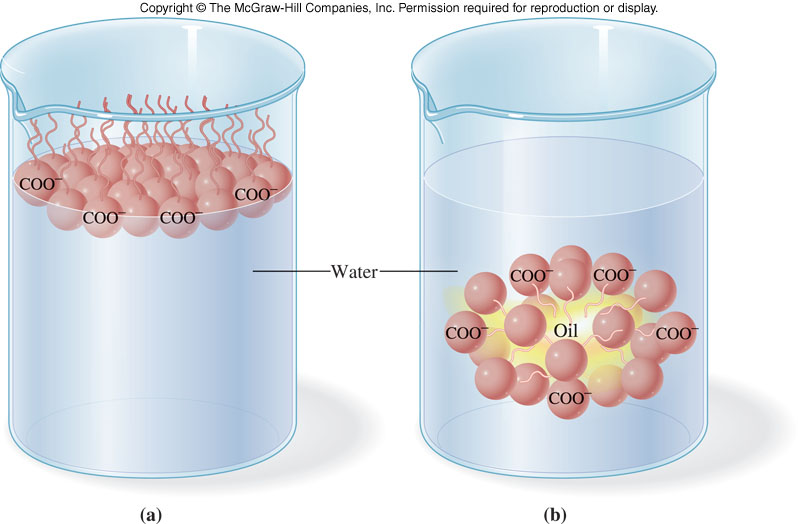 Copyright © The McGraw-Hill Companies, Inc. Permission required for reproduction or display.
COO⁻
COO⁻
COO⁻
COO⁻
Water
COO⁻
COO⁻
COO⁻
Oil
COO⁻
COO⁻
(a)
(b)